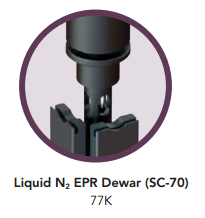 Liquid N₂ EPR Dewar (SC-70)
77K